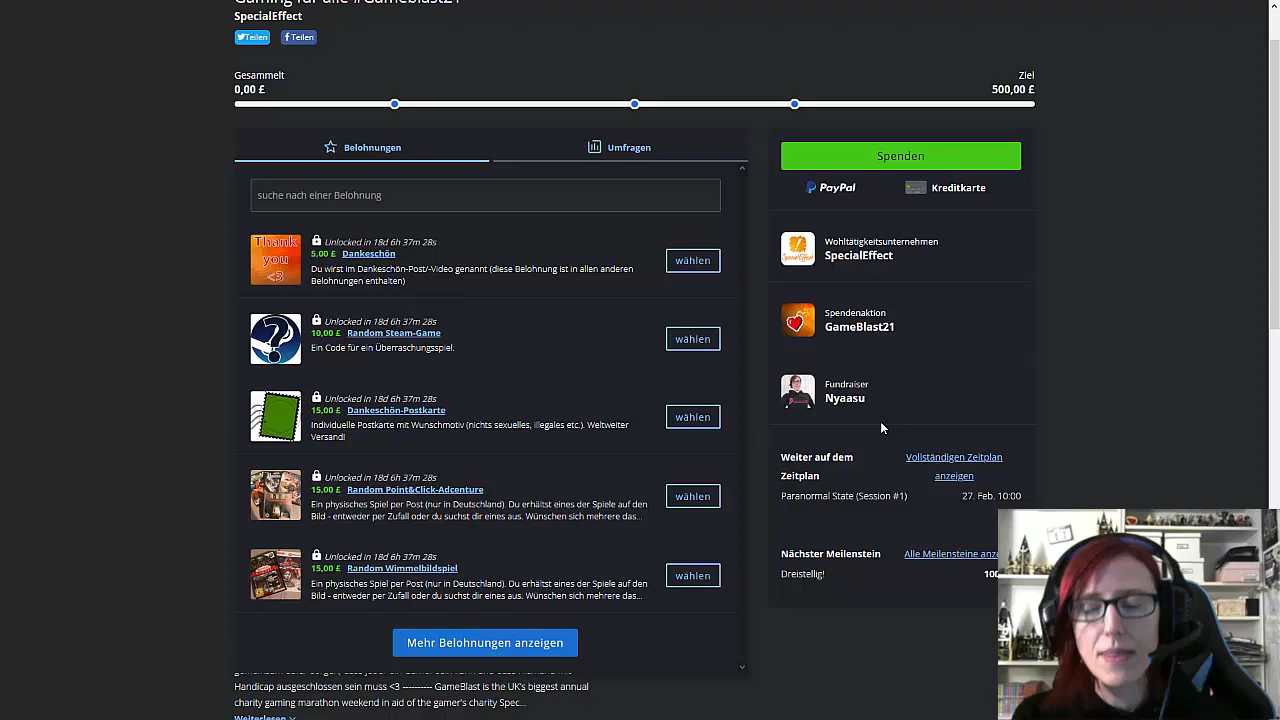 Gaming für alle #Gameblast21
SpecialEffect
Teilen
Teilen
Gesammelt
Ziel
0,00 £
500,00 £
Belohnungen
Umfragen
suche nach einer Belohnung
Thank you <3
Unlocked in 18d 6h 37m 28s
5,00 £ Dankeschön
Du wirst im Dankeschön-Post/-Video genannt (diese Belohnung ist in allen anderen
Belohnungen enthalten)
wählen
Unlocked in 18d 6h 37m 28s
10,00 £ Random Steam-Game
Ein Code für ein Überraschungsspiel.
wählen
Unlocked in 18d 6h 37m 28s
15,00 £ Dankeschön-Postkarte
Individuelle Postkarte mit Wunschmotiv (nichts sexuelles, illegales etc.). Weltweiter
Versand!
wählen
Unlocked in 18d 6h 37m 28s
15,00 £ Random Point&Click-Adcenture
Ein physisches Spiel per Post (nur in Deutschland). Du erhältst eines der Spiele auf den
Bild - entweder per Zufall oder du suchst dir eines aus. Wünschen sich mehrere das...
wählen
Unlocked in 18d 6h 37m 28s
15,00 £ Random Wimmelbildspiel
Ein physisches Spiel per Post (nur in Deutschland). Du erhältst eines der Spiele auf den
Bild - entweder per Zufall oder du suchst dir eines aus. Wünschen sich mehrere das...
wählen
Mehr Belohnungen anzeigen
Spenden
PayPal
Kreditkarte
Wohltätigkeitsunternehmen
SpecialEffect
Spendenaktion
GameBlast21
Fundraiser
Nyaasu
Weiter auf dem
Zeitplan
Vollständigen Zeitplan
anzeigen
Paranormal State (Session #1)
27. Feb. 10:00
Nächster Meilenstein
Alle Meilensteine anze
Dreistellig!
100
Handicap ausgeschlossen sein muss <3 ---------- GameBlast is the UK's biggest annual
charity gaming marathon weekend in aid of the gamer's charity Spec...
Weiterlesen